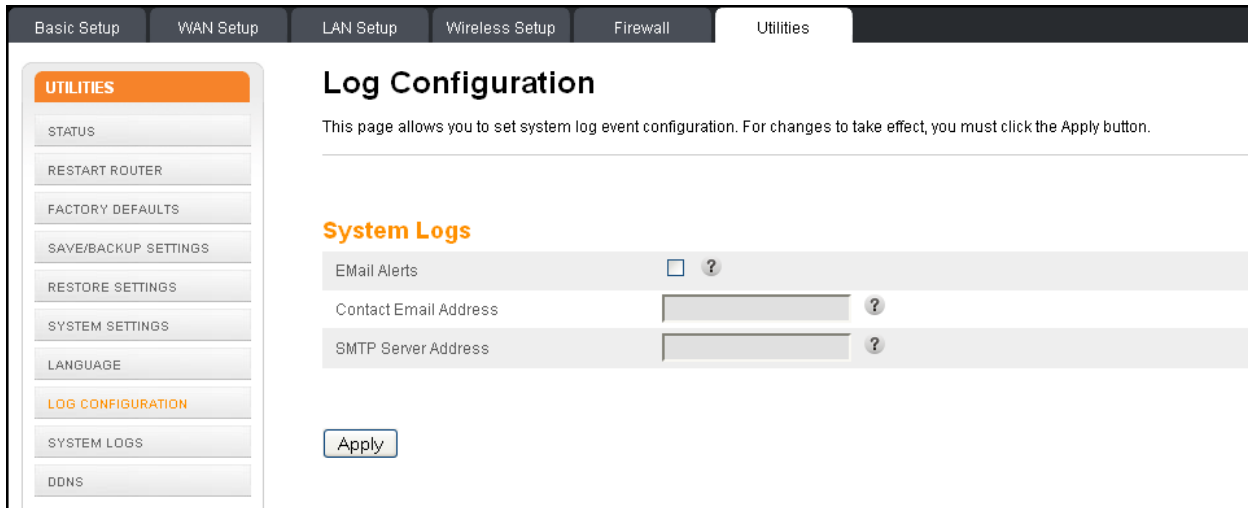 Basic Setup WAN Setup LAN Setup Wireless Setup Firewall Utilities
UTILITIES
STATUS
RESTART ROUTER
FACTORY DEFAULTS
SAVE/BACKUP SETTINGS
RESTORE SETTINGS
SYSTEM SETTINGS
LANGUAGE
LOG CONFIGURATION
SYSTEM LOGS
DDNS
Log Configuration
This page allows you to set system log event configuration. For changes to take effect, you must click the Apply button.
System Logs
EMail Alerts ?
Contact Email Address ?
SMTP Server Address ?
Apply